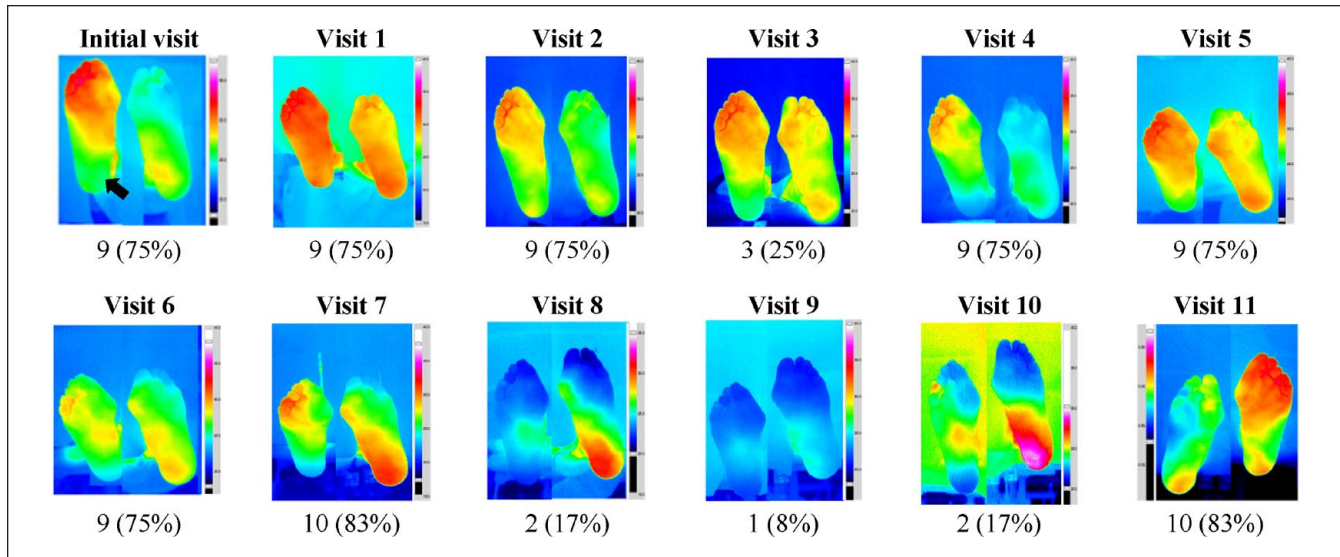 Initial visit Visit 1 Visit 2 Visit 3 Visit 4 Visit 5
9 (75%) 9 (75%) 9 (75%) 3 (25%) 9 (75%) 9 (75%)
Visit 6 Visit 7 Visit 8 Visit 9 Visit 10 Visit 11
9 (75%) 10 (83%) 2 (17%) 1 (8%) 2 (17%) 10 (83%)